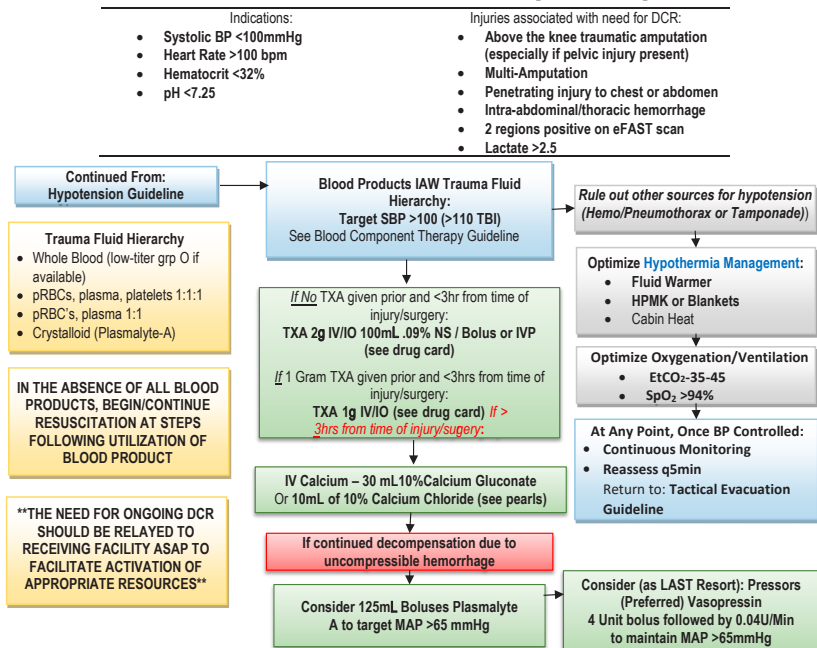 Indications:
• Systolic BP <100mmHg
• Heart Rate >100 bpm
• Hematocrit <32%
• pH <7.25
Injuries associated with need for DCR:
• Above the knee traumatic amputation
(especially if pelvic injury present)
• Multi-Amputation
• Penetrating injury to chest or abdomen
• Intra-abdominal/thoracic hemorrhage
• 2 regions positive on eFAST scan
• Lactate >2.5
Continued From:
Hypotension Guideline
Trauma Fluid Hierarchy
• Whole Blood (low-titer grp O if
available)
• pRBCs, plasma, platelets 1:1:1
• pRBC's, plasma 1:1
• Crystalloid (Plasmalyte-A)
IN THE ABSENCE OF ALL BLOOD
PRODUCTS, BEGIN/CONTINUE
RESUSCITATION AT STEPS
FOLLOWING UTILIZATION OF
BLOOD PRODUCT
**THE NEED FOR ONGOING DCR
SHOULD BE RELAYED TO
RECEIVING FACILITY ASAP TO
FACILITATE ACTIVATION OF
APPROPRIATE RESOURCES**
Blood Products IAW Trauma Fluid
Hierarchy:
Target SBP >100 (>110 TBI)
See Blood Component Therapy Guideline
If No TXA given prior and <3hr from time of
injury/surgery:
TXA 2g IV/IO 100mL .09% NS / Bolus or IVP
(see drug card)
If 1 Gram TXA given prior and <3hrs from time of
injury/surgery:
TXA 1g IV/IO (see drug card) If >
3hrs from time of injury/sugery:
IV Calcium – 30 mL10%Calcium Gluconate
Or 10mL of 10% Calcium Chloride (see pearls)
If continued decompensation due to
uncompressible hemorrhage
Consider 125mL Boluses Plasmalyte
A to target MAP >65 mmHg
Rule out other sources for hypotension
(Hemo/Pneumothorax or Tamponade))
Optimize Hypothermia Management:
• Fluid Warmer
• HPMK or Blankets
• Cabin Heat
Optimize Oxygenation/Ventilation
• EtCO₂-35-45
• SpO₂ >94%
At Any Point, Once BP Controlled:
• Continuous Monitoring
• Reassess q5min
Return to: Tactical Evacuation
Guideline
Consider (as LAST Resort): Pressors
(Preferred) Vasopressin
4 Unit bolus followed by 0.04U/Min
to maintain MAP >65mmHg